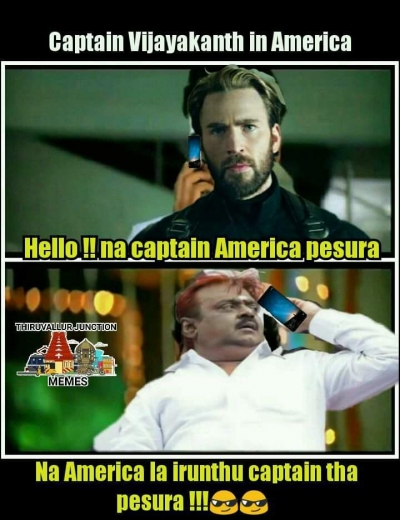 Captain Vijayakanth in America
Hello !! na captain America pesura
THIRUVALLUR JUNCTION
MEMES
Na America la irunthu captain tha
pesura !!!😎😎